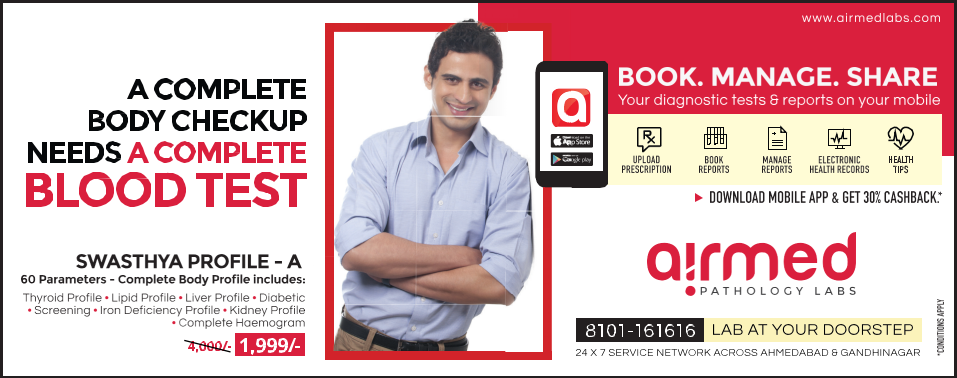 A COMPLETE
BODY CHECKUP
NEEDS A COMPLETE
BLOOD TEST
SWASTHYA PROFILE - A
60 Parameters - Complete Body Profile includes:
Thyroid Profile • Lipid Profile • Liver Profile • Diabetic
• Screening • Iron Deficiency Profile • Kidney Profile
• Complete Haemogram
4,000/- 1,999/-
www.airmedlabs.com
BOOK. MANAGE. SHARE
Your diagnostic tests & reports on your mobile
a
App Store
Google play
UPLOAD
PRESCRIPTION
BOOK
REPORTS
MANAGE
REPORTS
ELECTRONIC
HEALTH RECORDS
HEALTH
TIPS
DOWNLOAD MOBILE APP & GET 30% CASHBACK.*
airmed
PATHOLOGY LABS
8101-161616 LAB AT YOUR DOORSTEP
24 X 7 SERVICE NETWORK ACROSS AHMEDABAD & GANDHINAGAR
*CONDITIONS APPLY